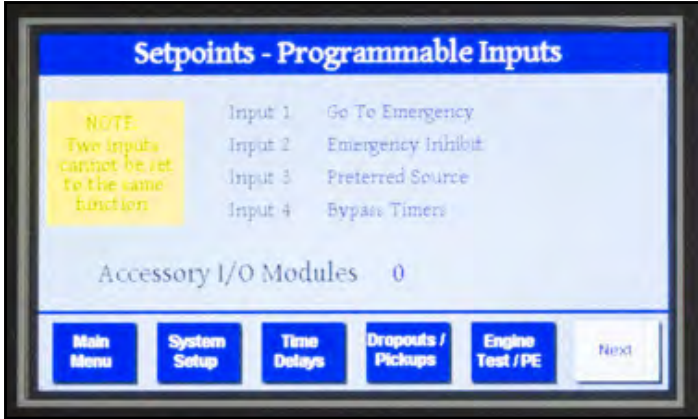 Setpoints - Programmable Inputs
NOTE
Two inputs
cannot be set
to the same
function
Input 1 Go To Emergency
Input 2 Emergency Inhibit
Input 3 Preferred Source
Input 4 Bypass Timers
Accessory I/O Modules 0
Main
Menu
System
Setup
Time
Delays
Dropouts /
Pickups
Engine
Test / PE
Next